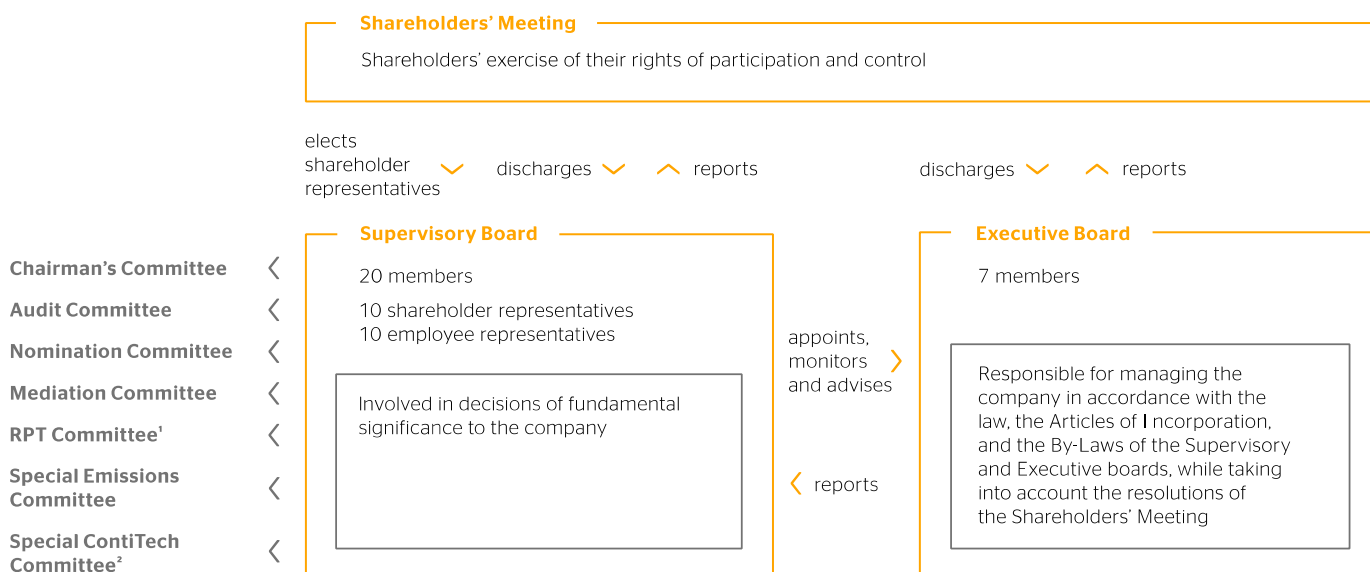 Shareholders’ Meeting
Shareholders’ exercise of their rights of participation and control
elects
shareholder
representatives
discharges
reports
discharges
reports
Chairman’s Committee
Audit Committee
Nomination Committee
Mediation Committee
RPT Committee¹
Special Emissions
Committee
Special ContiTech
Committee²
Supervisory Board
20 members
10 shareholder representatives
10 employee representatives
Involved in decisions of fundamental
significance to the company
appoints,
monitors
and advises
reports
Executive Board
7 members
Responsible for managing the
company in accordance with the
law, the Articles of I ncorporation,
and the By-Laws of the Supervisory
and Executive boards, while taking
into account the resolutions of
the Shareholders’ Meeting